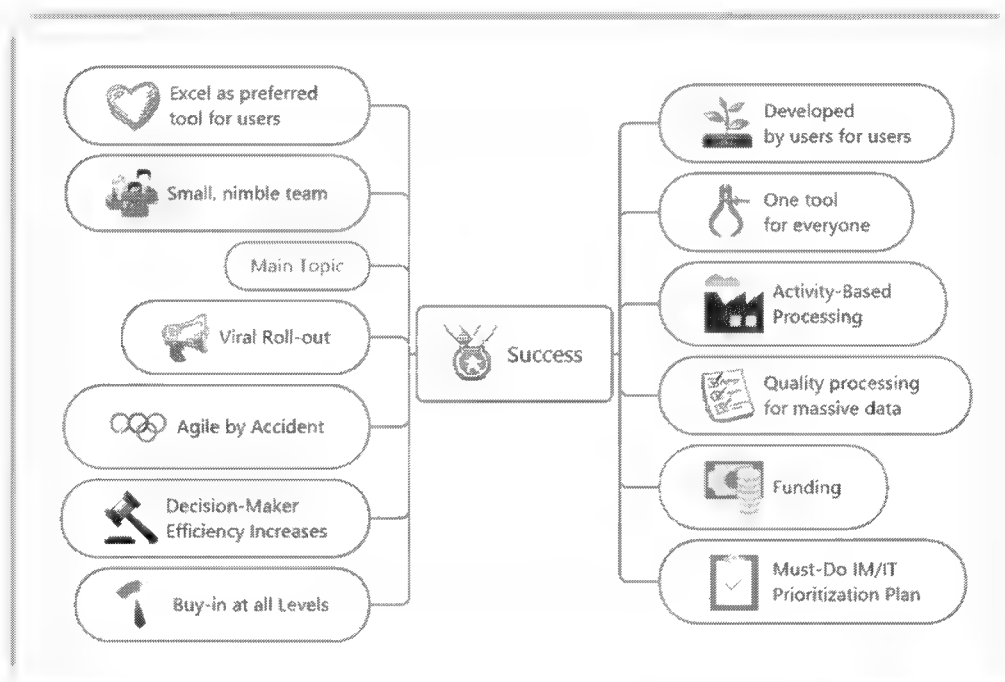 Excel as preferred
tool for users
Small, nimble team
Main Topic
Viral Roll-out
Agile by Accident
Decision-Maker
Efficiency Increases
Buy-in at all Levels
Success
Developed
by users for users
One tool
for everyone
Activity-Based
Processing
Quality processing
for massive data
Funding
Must-Do IM/IT
Prioritization Plan